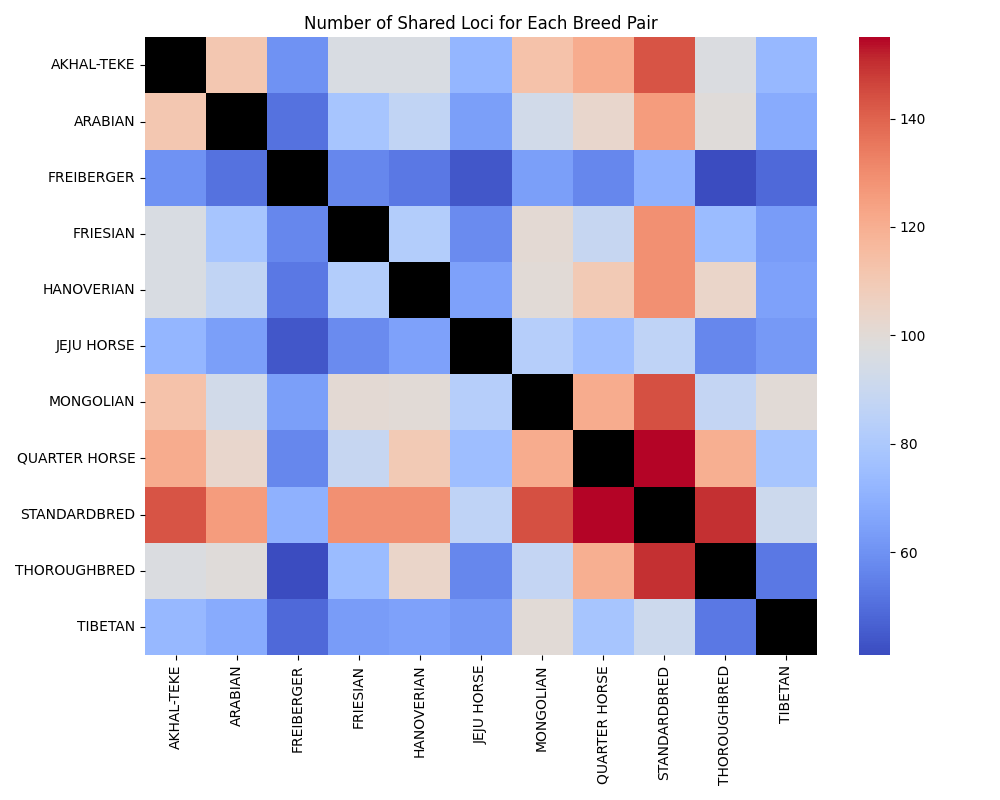 Number of Shared Loci for Each Breed Pair
AKHAL-TEKE
ARABIAN
FREIBERGER
FRIESIAN
HANOVERIAN
JEJU HORSE
MONGOLIAN
QUARTER HORSE
STANDARDBRED
THOROUGHBRED
TIBETAN
AKHAL-TEKE
ARABIAN
FREIBERGER
FRIESIAN
HANOVERIAN
JEJU HORSE
MONGOLIAN
QUARTER HORSE
STANDARDBRED
THOROUGHBRED
TIBETAN
140
120
100
80
60